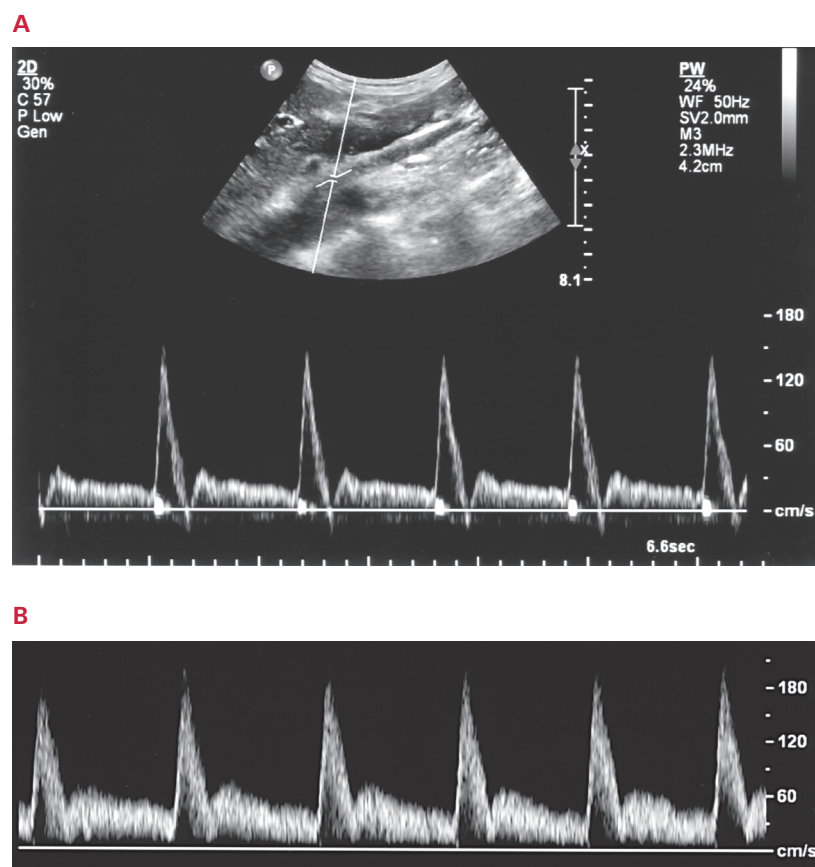 A
2D
30%
C 57
P Low
Gen
P
PW
24%
WF 50Hz
SV2.0mm
M3
2.3MHz
4.2cm
X
8.1
180
120
60
cm/s
6.6sec
B
180
120
60
cm/s